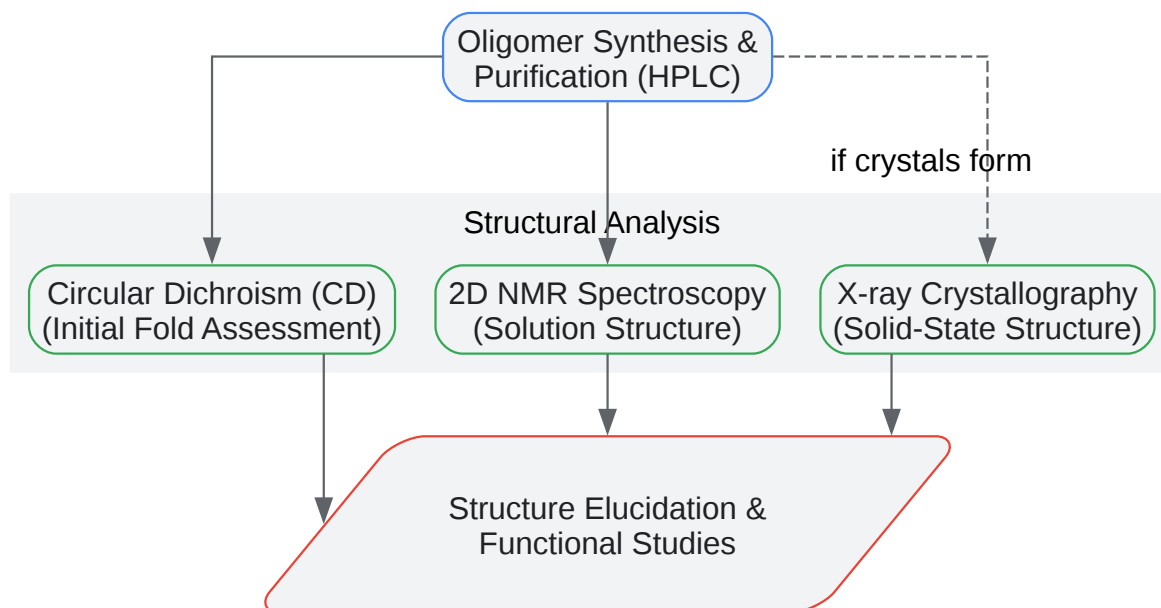 Oligomer Synthesis &
Purification (HPLC)
if crystals form
Structural Analysis
Circular Dichroism (CD)
(Initial Fold Assessment)
2D NMR Spectroscopy
(Solution Structure)
X-ray Crystallography
(Solid-State Structure)
Structure Elucidation &
Functional Studies